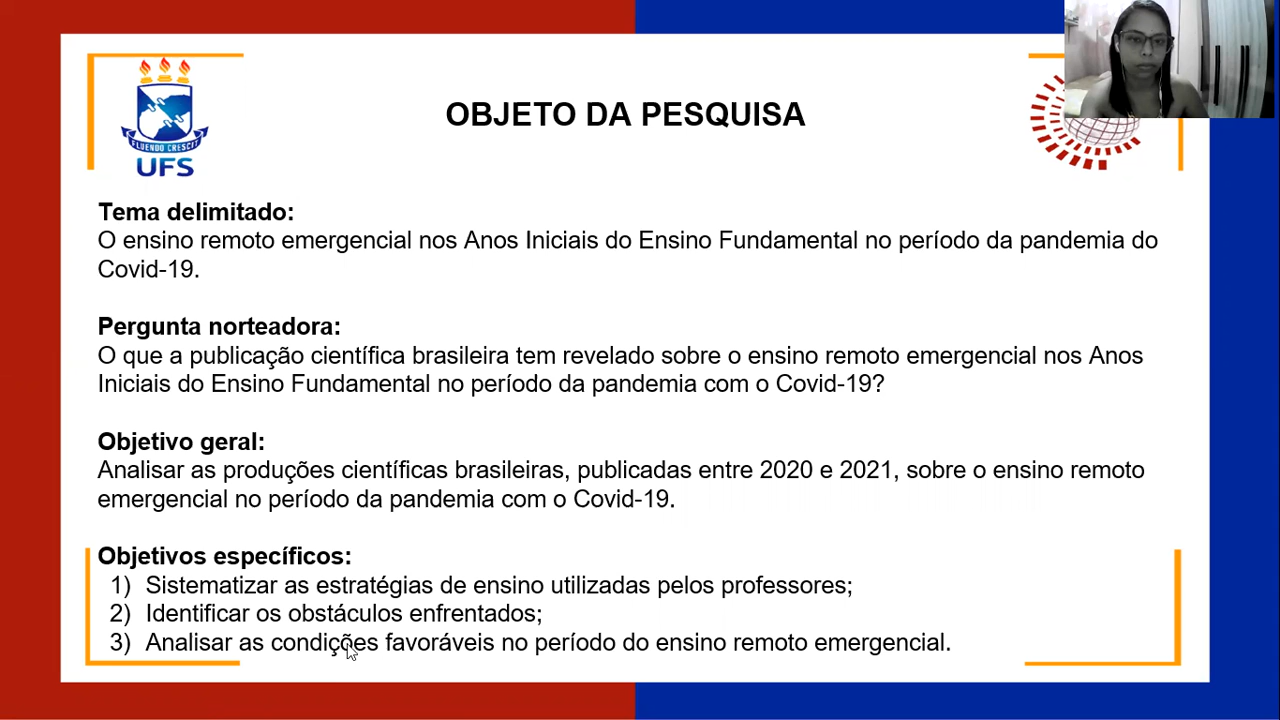 OBJETO DA PESQUISA
FLUENDO CRESCIT
UFS
Tema delimitado:
O ensino remoto emergencial nos Anos Iniciais do Ensino Fundamental no período da pandemia do
Covid-19.
Pergunta norteadora:
O que a publicação científica brasileira tem revelado sobre o ensino remoto emergencial nos Anos
Iniciais do Ensino Fundamental no período da pandemia com o Covid-19?
Objetivo geral:
Analisar as produções científicas brasileiras, publicadas entre 2020 e 2021, sobre o ensino remoto
emergencial no período da pandemia com o Covid-19.
Objetivos específicos:
1) Sistematizar as estratégias de ensino utilizadas pelos professores;
2) Identificar os obstáculos enfrentados;
3) Analisar as condições favoráveis no período do ensino remoto emergencial.